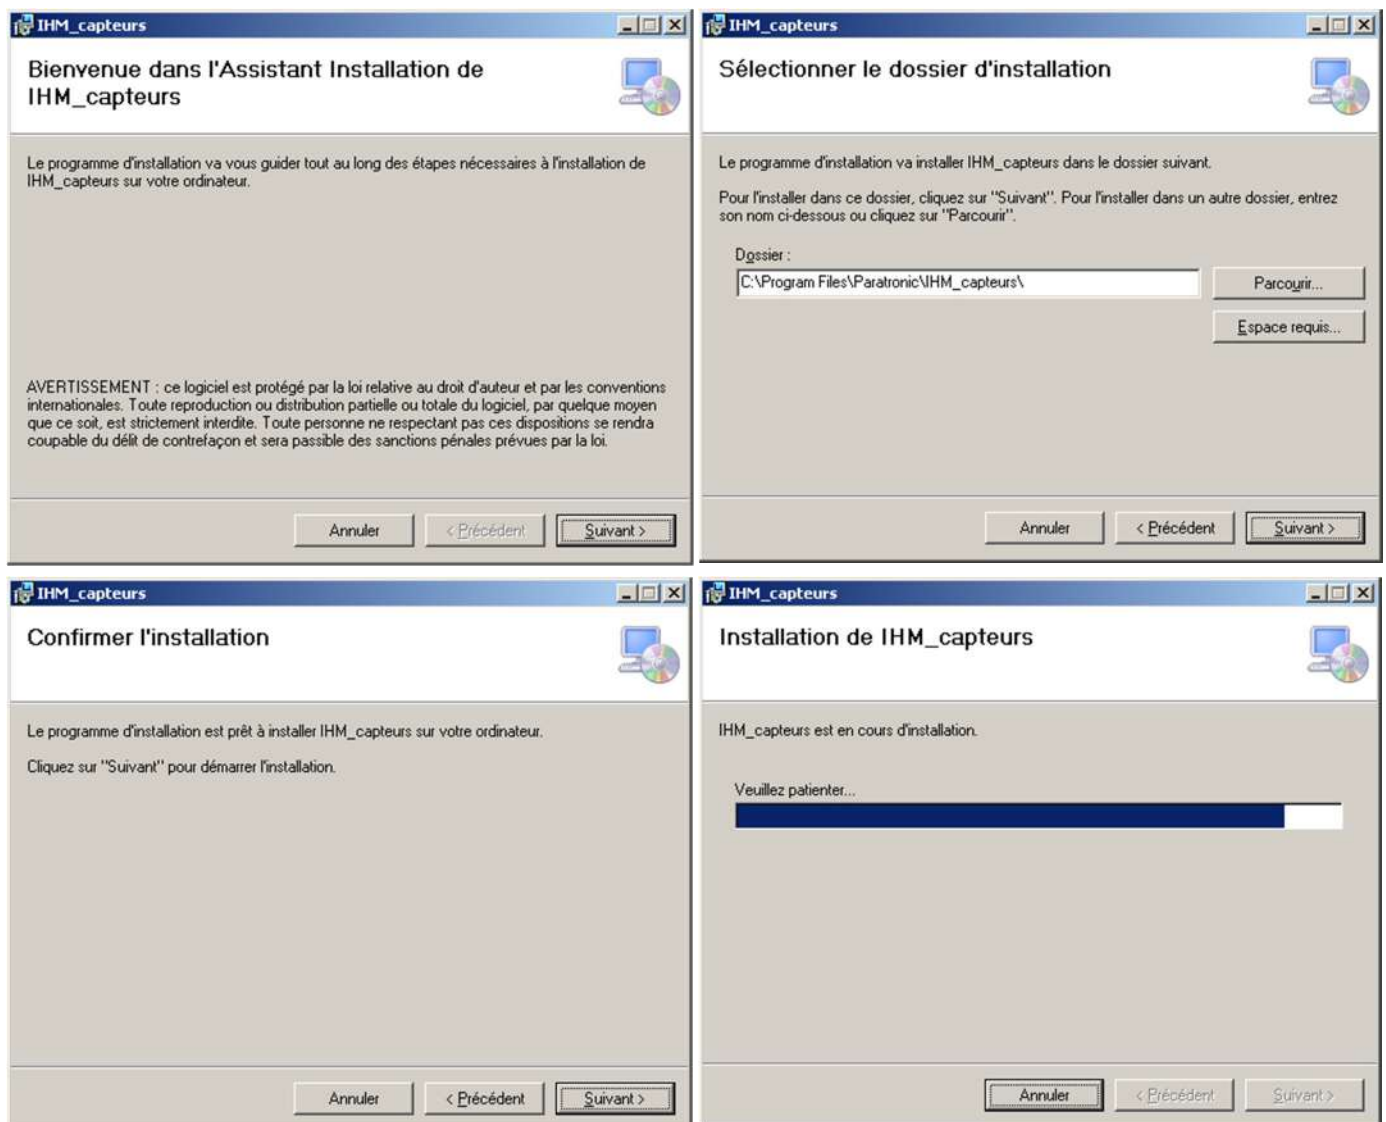 IHM_capteurs
Bienvenue dans l'Assistant Installation de
IHM_capteurs
Le programme d'installation va vous guider tout au long des étapes nécessaires à l'installation de
IHM_capteurs sur votre ordinateur.
AVERTISSEMENT : ce logiciel est protégé par la loi relative au droit d'auteur et par les conventions
internationales. Toute reproduction ou distribution partielle ou totale du logiciel, par quelque moyen
que ce soit, est strictement interdite. Toute personne ne respectant pas ces dispositions se rendra
coupable du délit de contrefaçon et sera passible des sanctions pénales prévues par la loi.
Annuler
< Précédent
Suivant >
IHM_capteurs
Sélectionner le dossier d'installation
Le programme d'installation va installer IHM_capteurs dans le dossier suivant.
Pour l'installer dans ce dossier, cliquez sur "Suivant". Pour l'installer dans un autre dossier, entrez
son nom ci-dessous ou cliquez sur "Parcourir".
Dossier :
C:\Program Files\Paratronic\IHM_capteurs\
Parcourir...
Espace requis...
Annuler
< Précédent
Suivant >
IHM_capteurs
Confirmer l'installation
Le programme d'installation est prêt à installer IHM_capteurs sur votre ordinateur.
Cliquez sur "Suivant" pour démarrer l'installation.
Annuler
< Précédent
Suivant >
IHM_capteurs
Installation de IHM_capteurs
IHM_capteurs est en cours d'installation.
Veuillez patienter...
Annuler
< Précédent
Suivant >